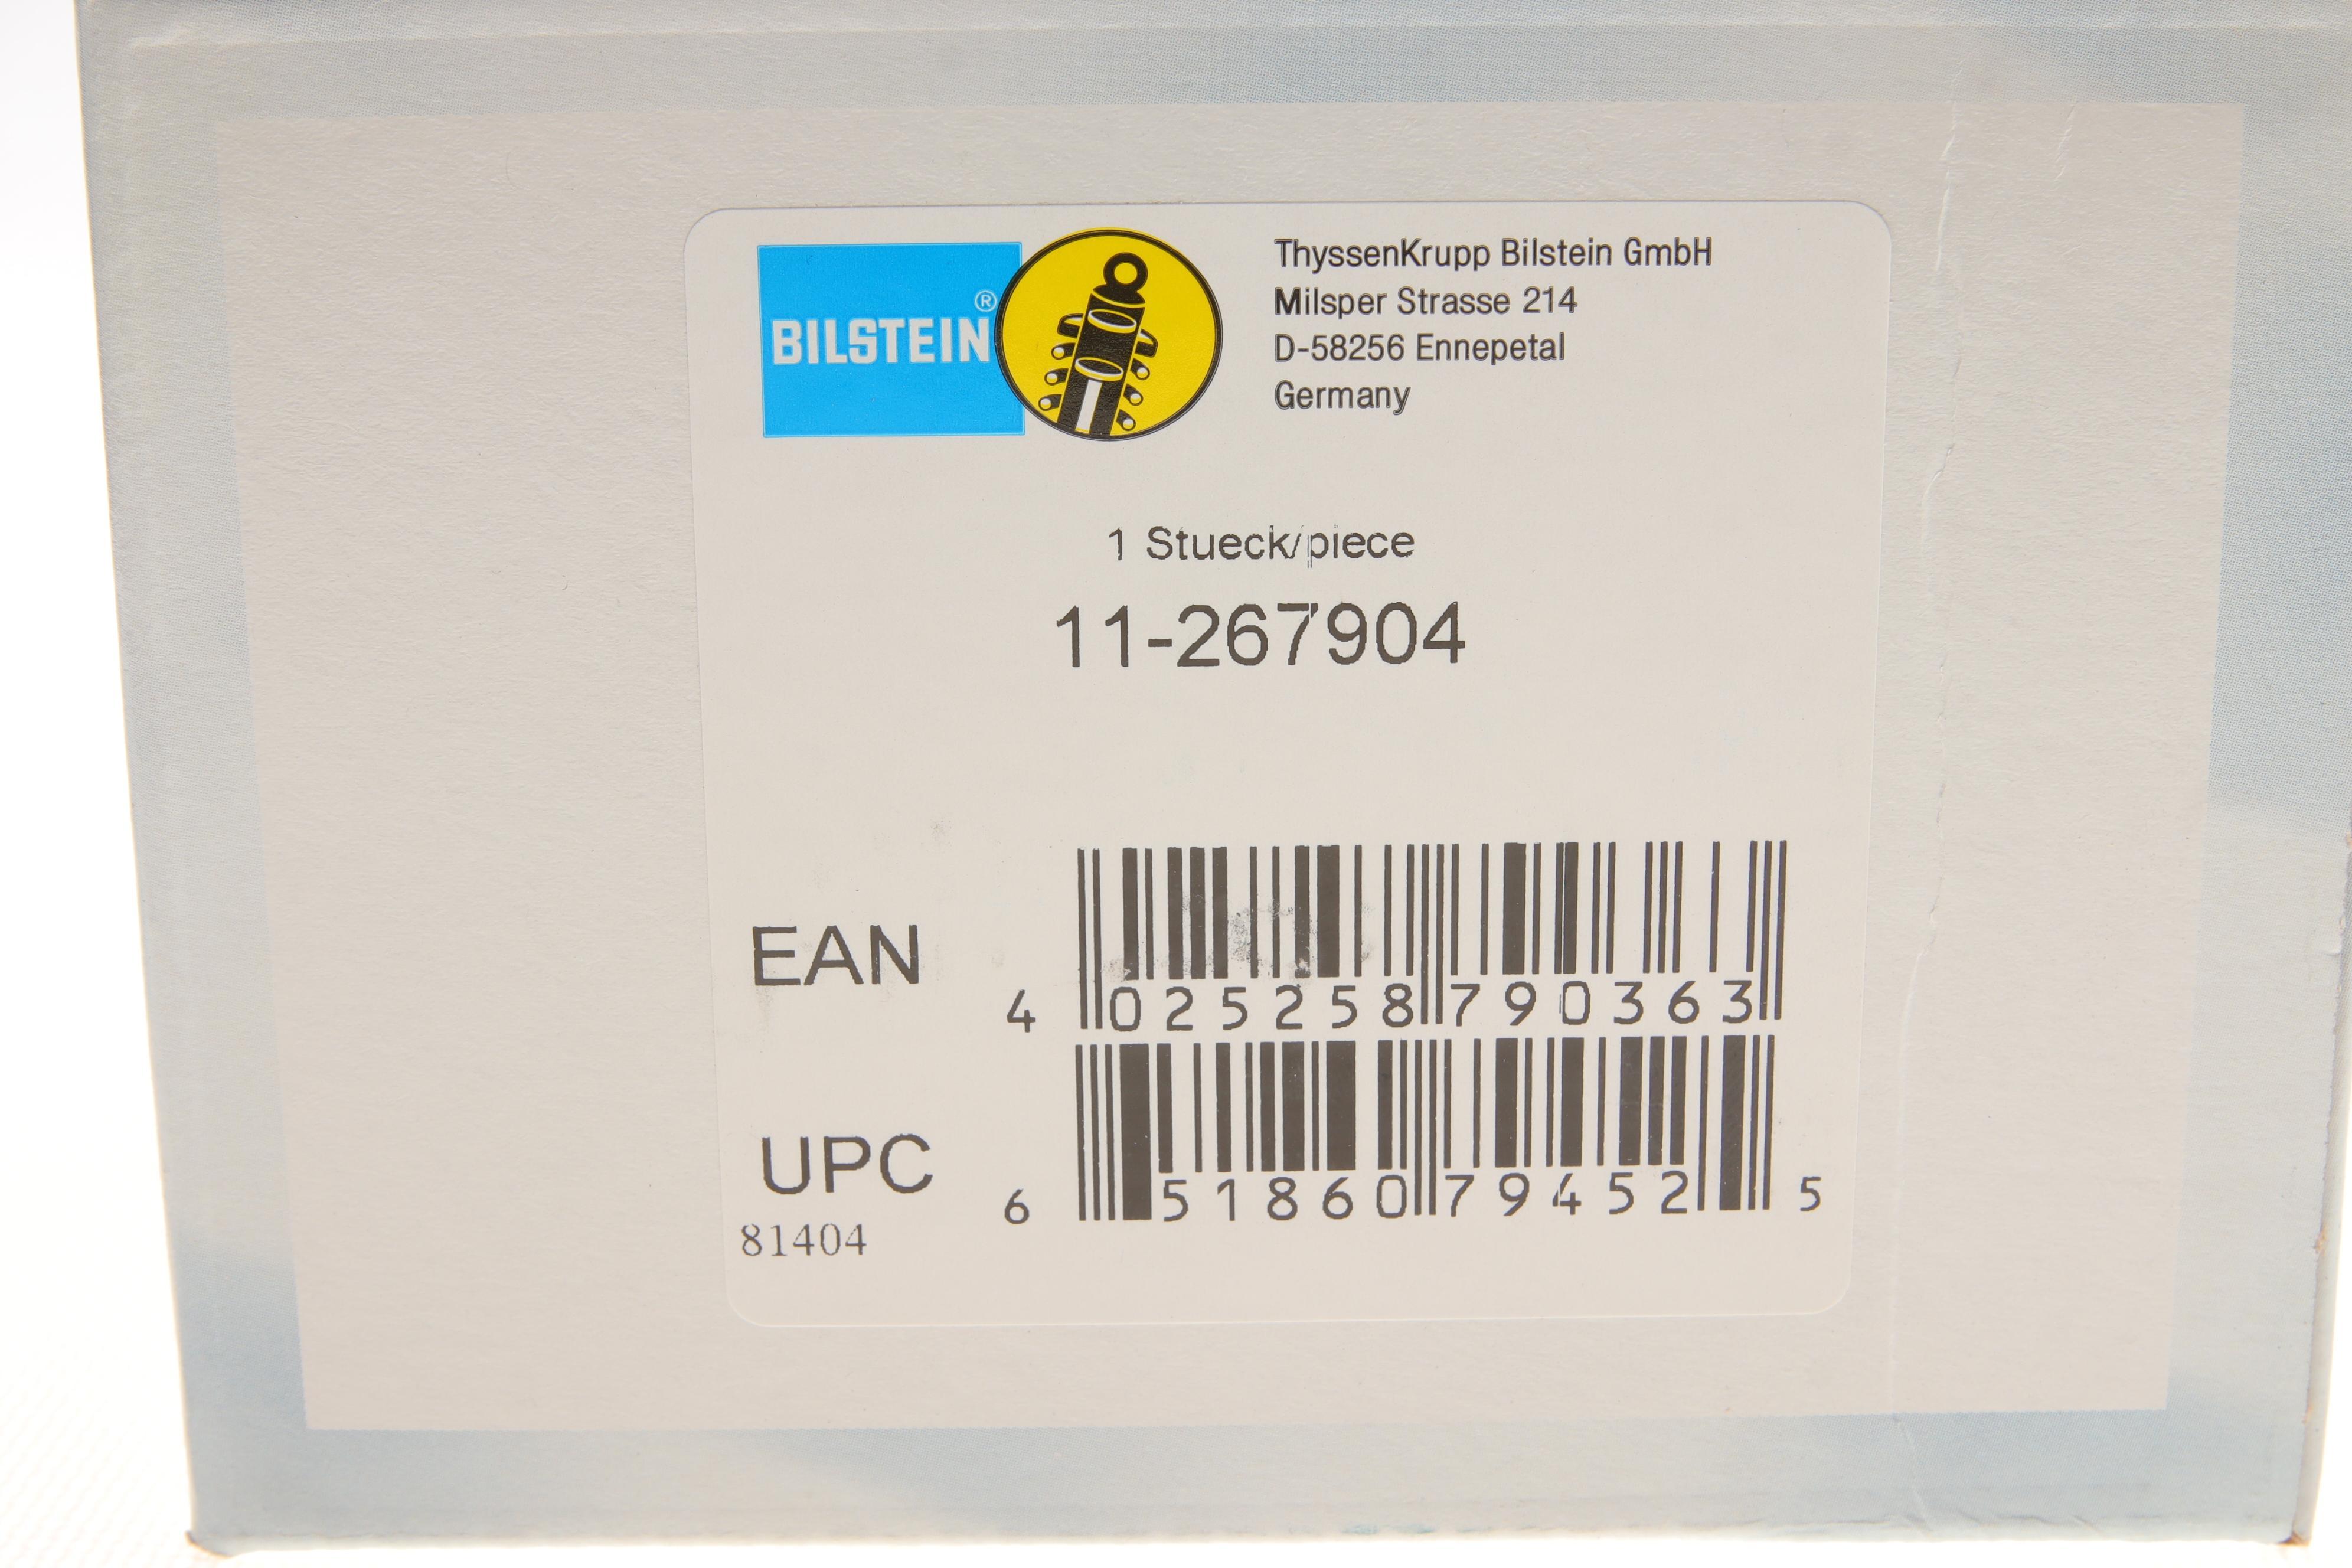 BILSTEIN®
ThyssenKrupp Bilstein GmbH
Milsper Strasse 214
D-58256 Ennepetal
Germany
1 Stueck/piece
11-267904
EAN
4 025258 790363
UPC
6 51860 79452 5
81404